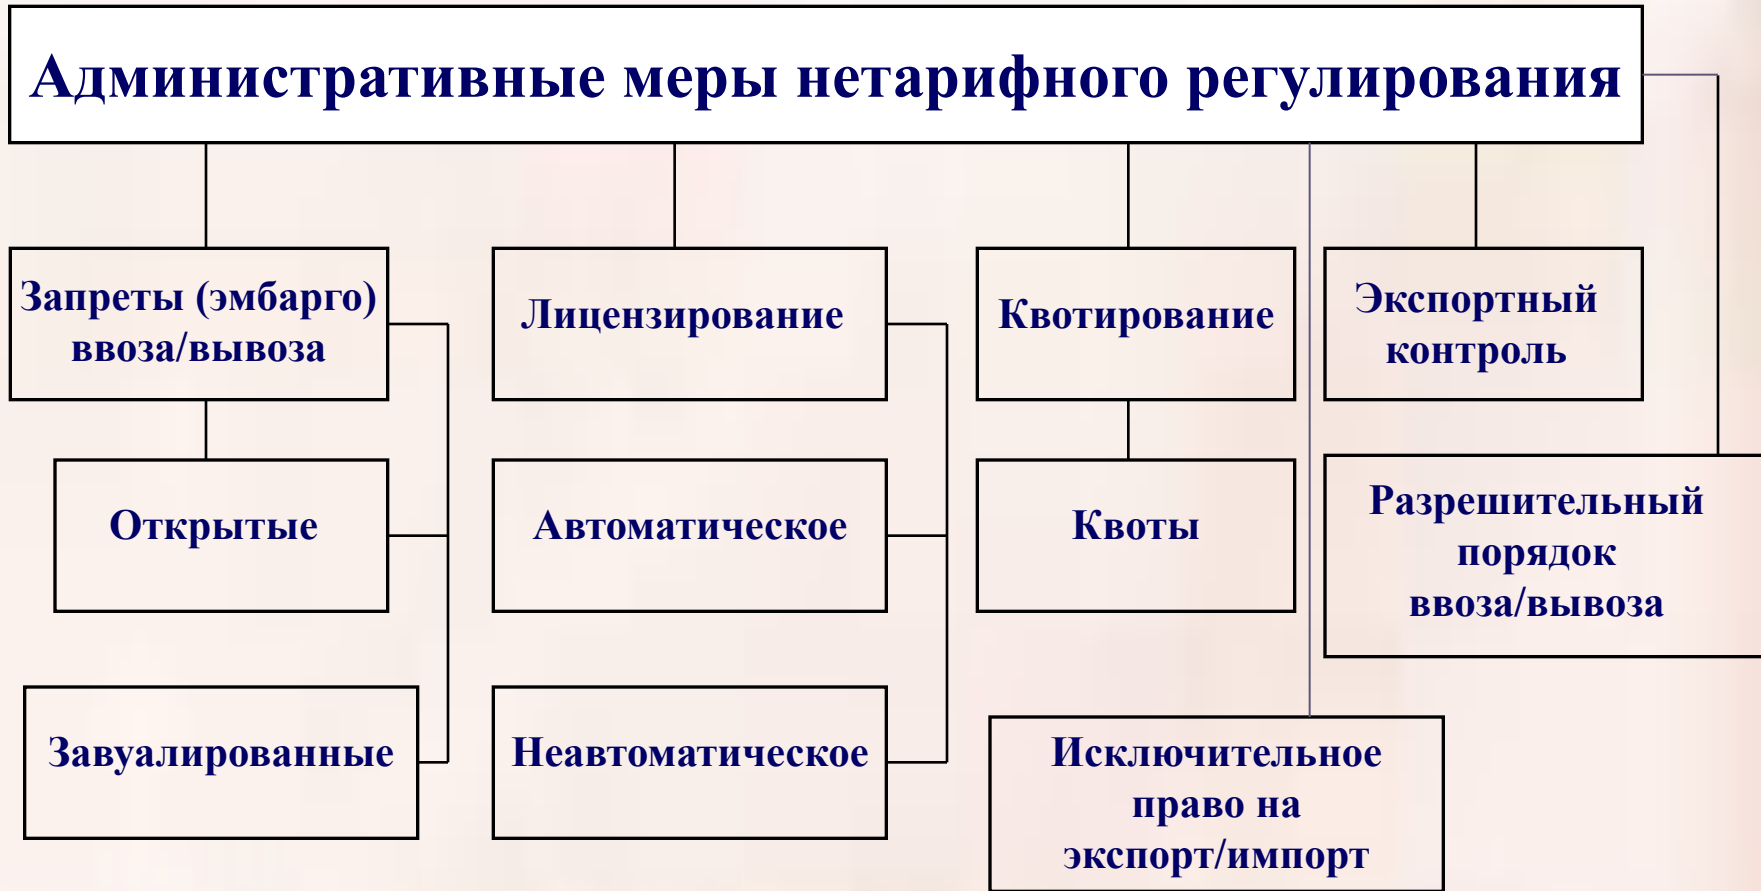 Административные меры нетарифного регулирования
Запреты (эмбарго)
ввоза/вывоза
Лицензирование
Квотирование
Экспортный
контроль
Открытые
Автоматическое
Квоты
Разрешительный
порядок
ввоза/вывоза
Завуалированные
Неавтоматическое
Исключительное
право на
экспорт/импорт